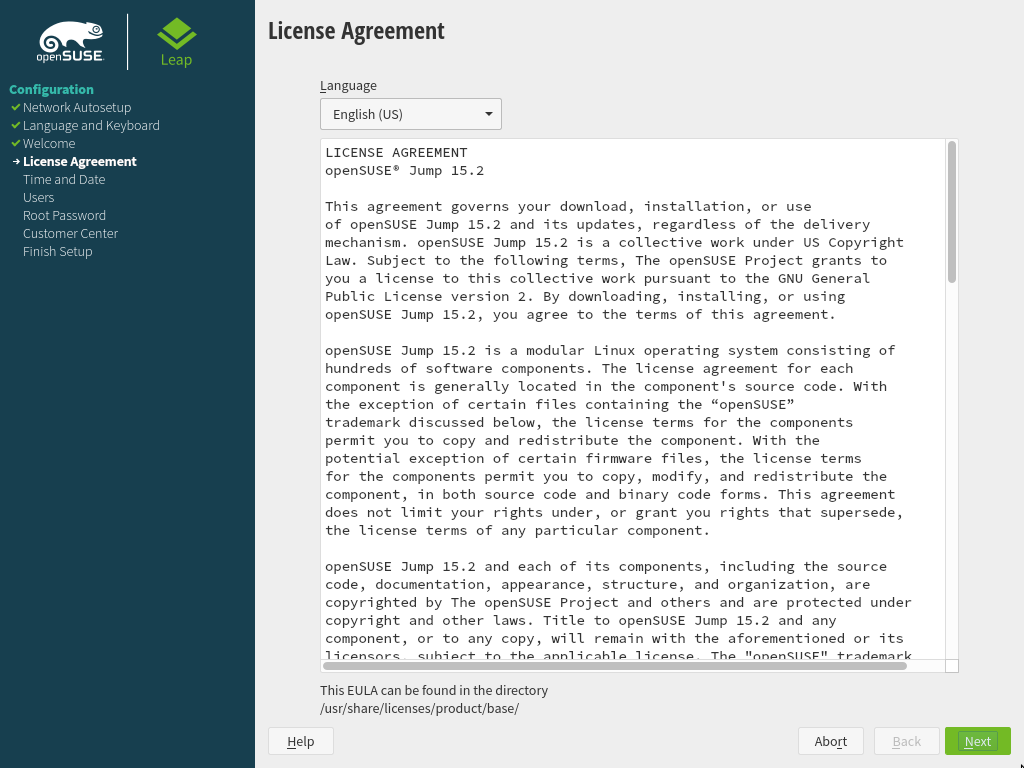 openSUSE
Leap
Configuration
Network Autosetup
Language and Keyboard
Welcome
License Agreement
Time and Date
Users
Root Password
Customer Center
Finish Setup
License Agreement
Language
English (US)
LICENSE AGREEMENT
openSUSE® Jump 15.2
This agreement governs your download, installation, or use
of openSUSE Jump 15.2 and its updates, regardless of the delivery
mechanism. openSUSE Jump 15.2 is a collective work under US Copyright
Law. Subject to the following terms, The openSUSE Project grants to
you a license to this collective work pursuant to the GNU General
Public License version 2. By downloading, installing, or using
openSUSE Jump 15.2, you agree to the terms of this agreement.
openSUSE Jump 15.2 is a modular Linux operating system consisting of
hundreds of software components. The license agreement for each
component is generally located in the component's source code. With
the exception of certain files containing the “openSUSE”
trademark discussed below, the license terms for the components
permit you to copy and redistribute the component. With the
potential exception of certain firmware files, the license terms
for the components permit you to copy, modify, and redistribute the
component, in both source code and binary code forms. This agreement
does not limit your rights under, or grant you rights that supersede,
the license terms of any particular component.
openSUSE Jump 15.2 and each of its components, including the source
code, documentation, appearance, structure, and organization, are
copyrighted by The openSUSE Project and others and are protected under
copyright and other laws. Title to openSUSE Jump 15.2 and any
component, or to any copy, will remain with the aforementioned or its
licensors, subject to the applicable license. The "openSUSE" trademark
This EULA can be found in the directory
/usr/share/licenses/product/base/
Help
Abort
Back
Next